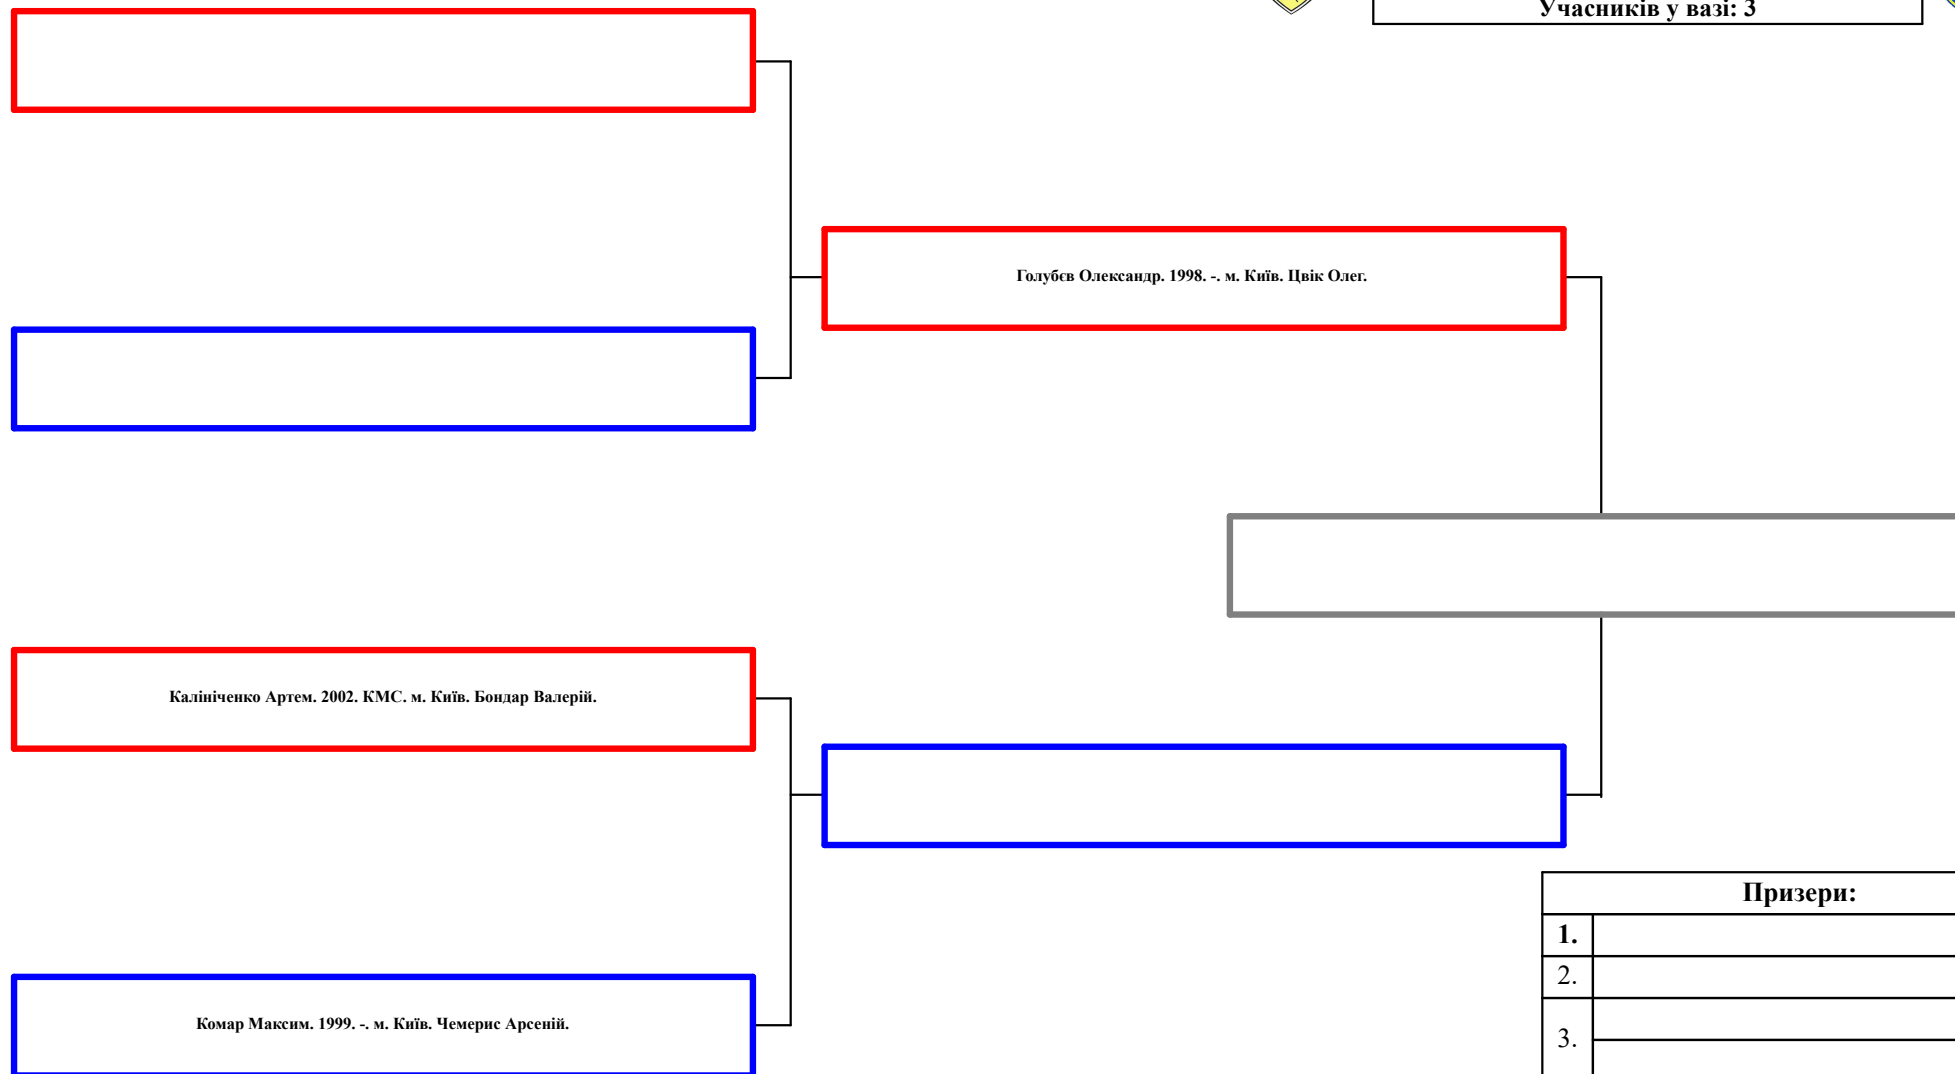 Учасників у вазі: 3
Голубєв Олександр. 1998. -. м. Київ. Цвік Олег.
Калініченко Артем. 2002. КМС. м. Київ. Бондар Валерій.
Комар Максим. 1999. -. м. Київ. Чемерис Арсеній.
Призери:
1.
2.
3.